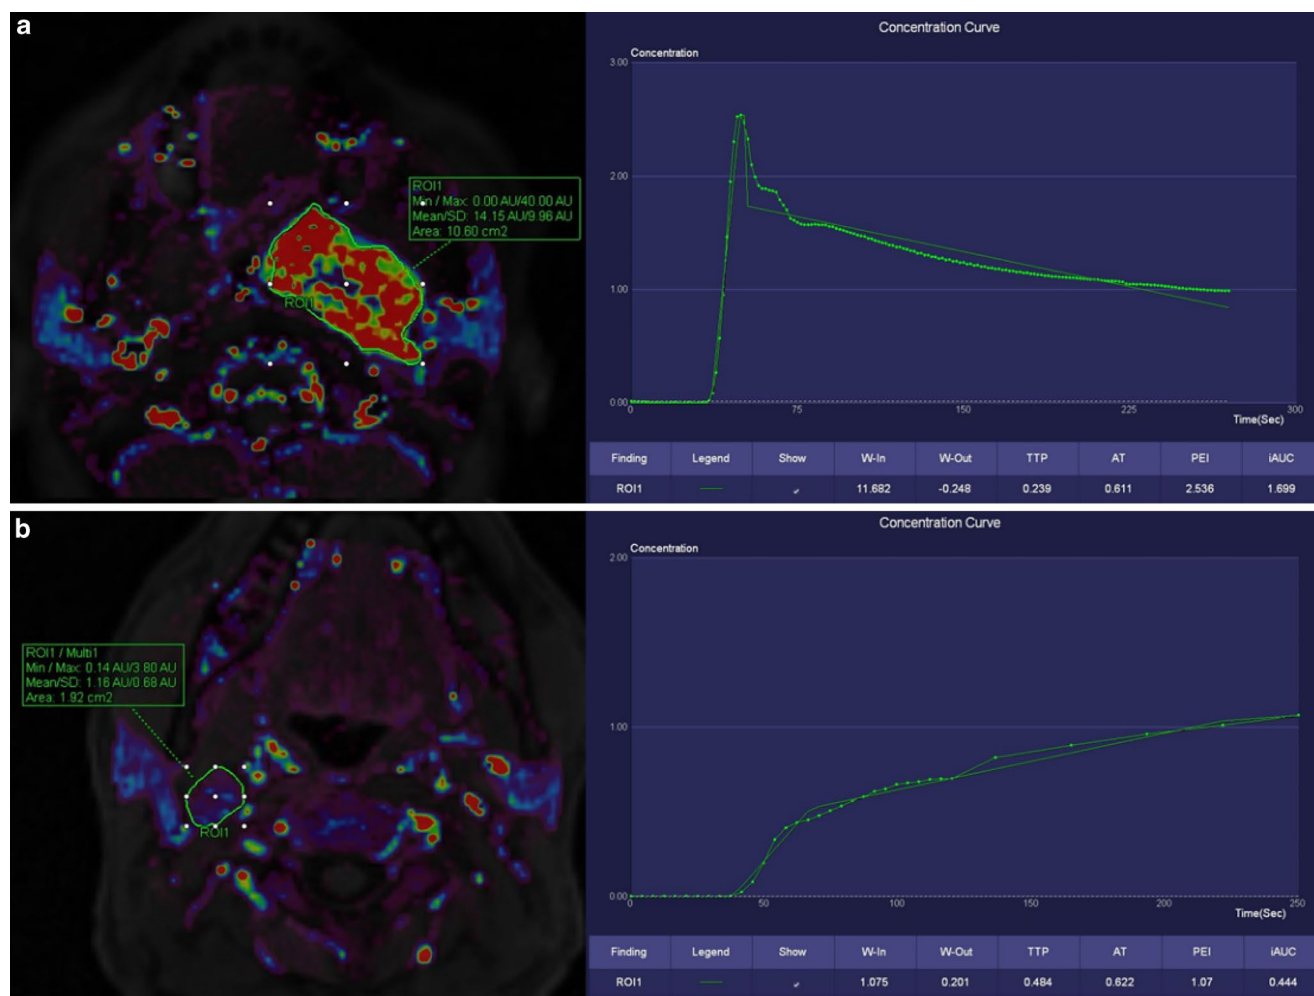 a
ROI1
Min / Max: 0.00 AU/40.00 AU
Mean/SD: 14.15 AU/9.96 AU
Area: 10.60 cm2
ROI1
Concentration Curve
Concentration
3.00
2.00
1.00
0.00
0 75 150 225 300
Time(Sec)
Finding Legend Show W-In W-Out TTP AT PEI iAUC
ROI1 11.682 -0.248 0.239 0.611 2.536 1.699
b
ROI1 / Multi1
Min / Max: 0.14 AU/3.80 AU
Mean/SD: 1.16 AU/0.68 AU
Area: 1.92 cm2
ROI1
Concentration Curve
Concentration
2.00
1.00
0.00
0 50 100 150 200 250
Time(Sec)
Finding Legend Show W-In W-Out TTP AT PEI iAUC
ROI1 1.075 0.201 0.484 0.622 1.07 0.444